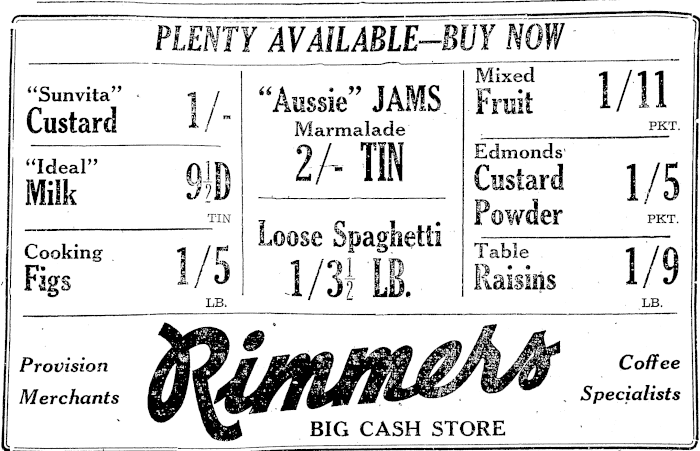 PLENTY AVAILABLE—BUY NOW
"Sunvita"
Custard 1/-
"Ideal"
Milk 9½D
TIN
Cooking
Figs 1/5
LB.
"Aussie" JAMS
Marmalade
2/- TIN
Loose Spaghetti
1/3½ LB.
Mixed
Fruit 1/11
PKT.
Edmonds
Custard
Powder 1/5
PKT.
Table
Raisins 1/9
LB.
Provision
Merchants
Rimmers
BIG CASH STORE
Coffee
Specialists